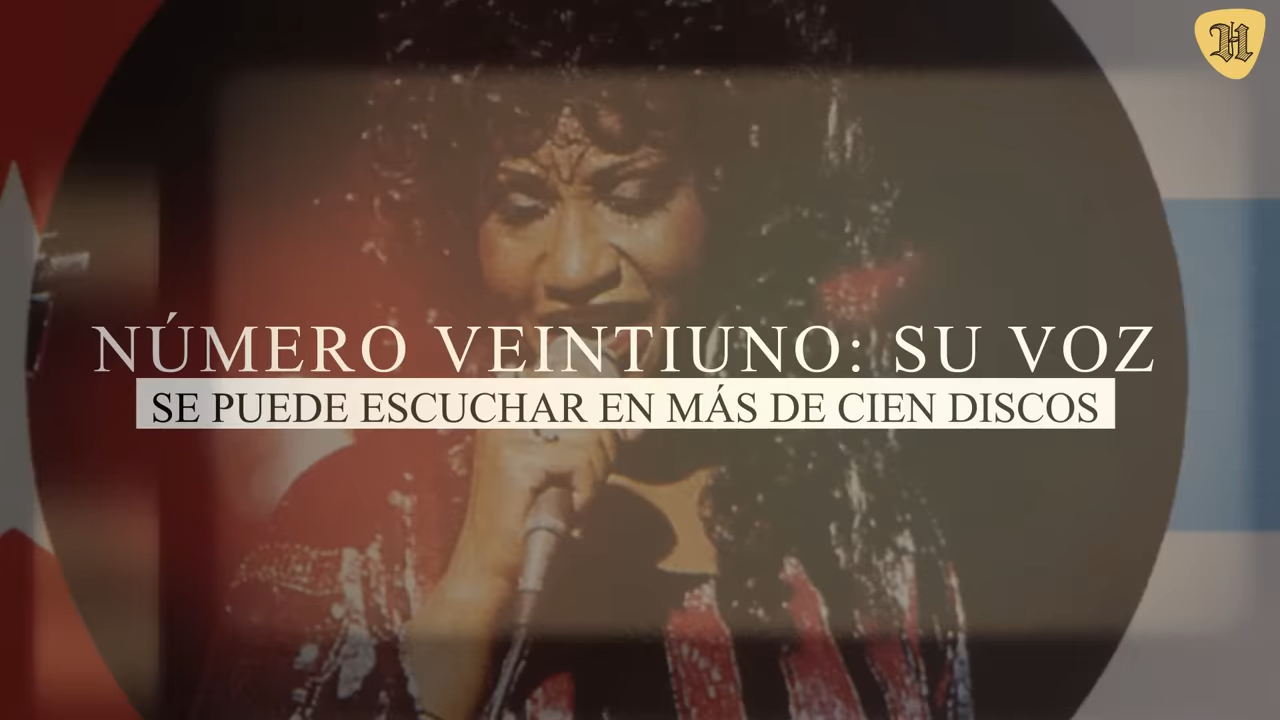 NÚMERO VEINTIUNO: SU VOZ
SE PUEDE ESCUCHAR EN MÁS DE CIEN DISCOS
H